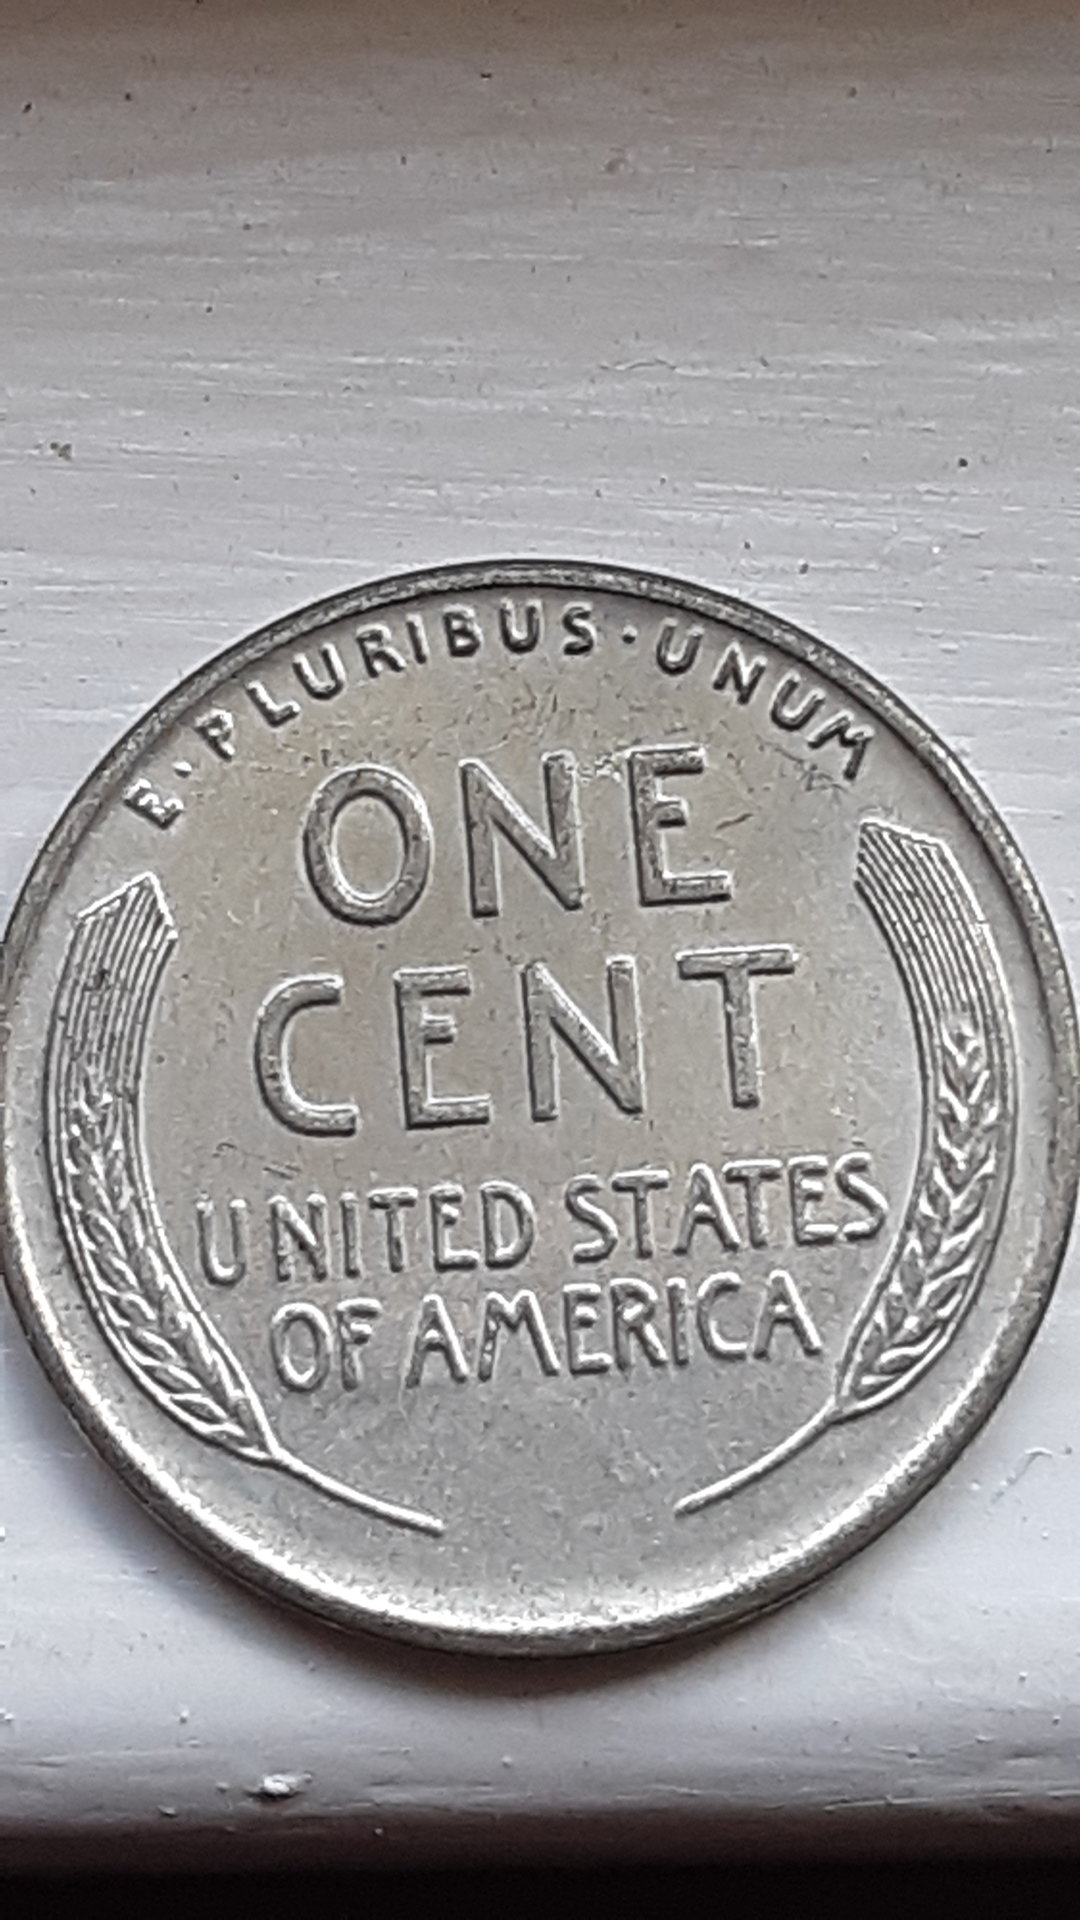 E·PLURIBUS·UNUM
ONE
CENT
UNITED STATES
OF AMERICA